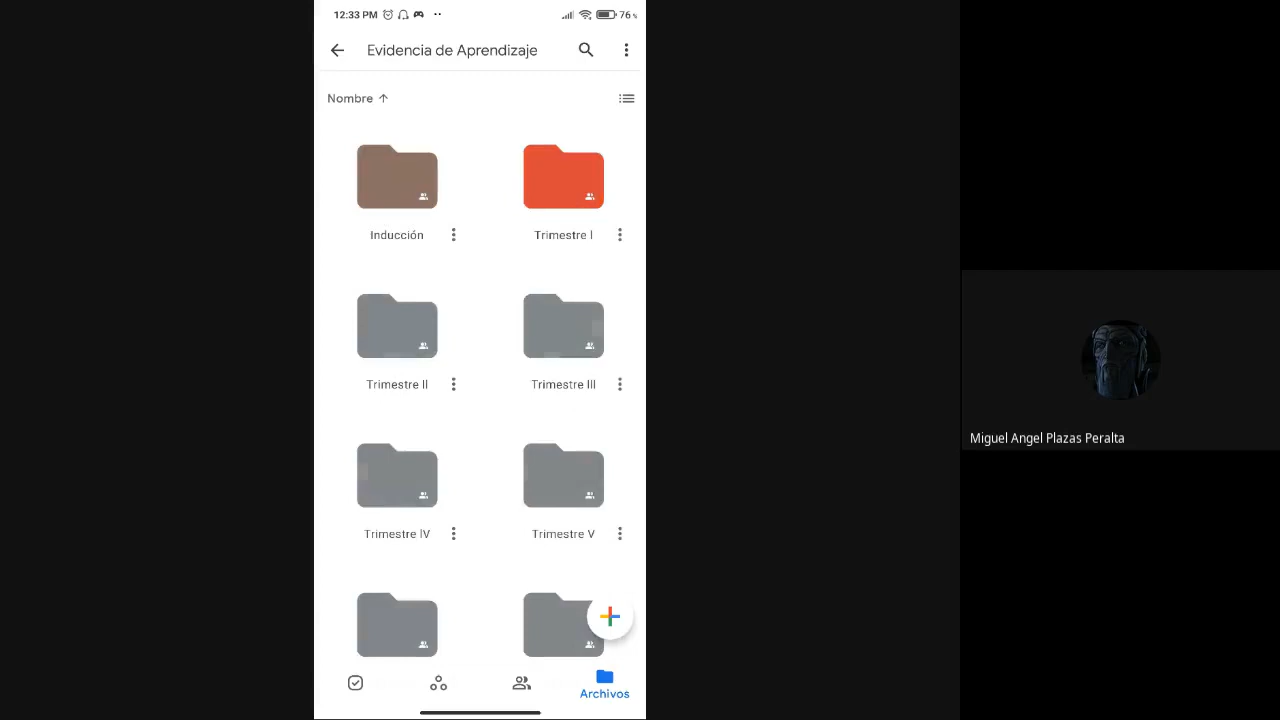 12:33 PM
76%
Evidencia de Aprendizaje
Nombre
Inducción
Trimestre I
Trimestre II
Trimestre III
Trimestre IV
Trimestre V
Archivos
Miguel Angel Plazas Peralta